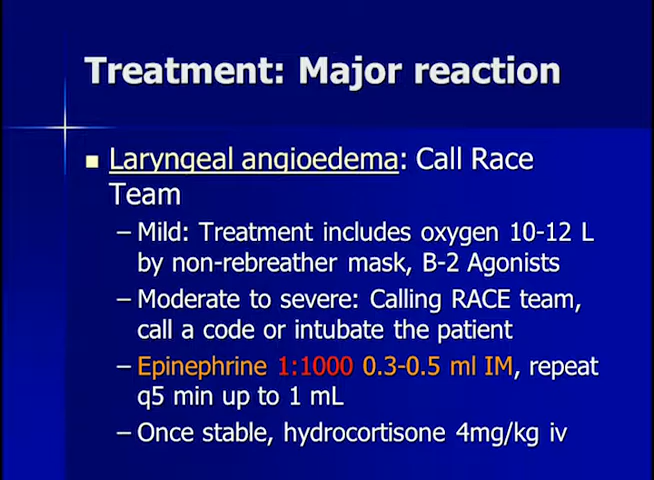 Treatment: Major reaction
■ Laryngeal angioedema: Call Race
Team
– Mild: Treatment includes oxygen 10-12 L
by non-rebreather mask, B-2 Agonists
– Moderate to severe: Calling RACE team,
call a code or intubate the patient
– Epinephrine 1:1000 0.3-0.5 ml IM, repeat
q5 min up to 1 mL
– Once stable, hydrocortisone 4mg/kg iv